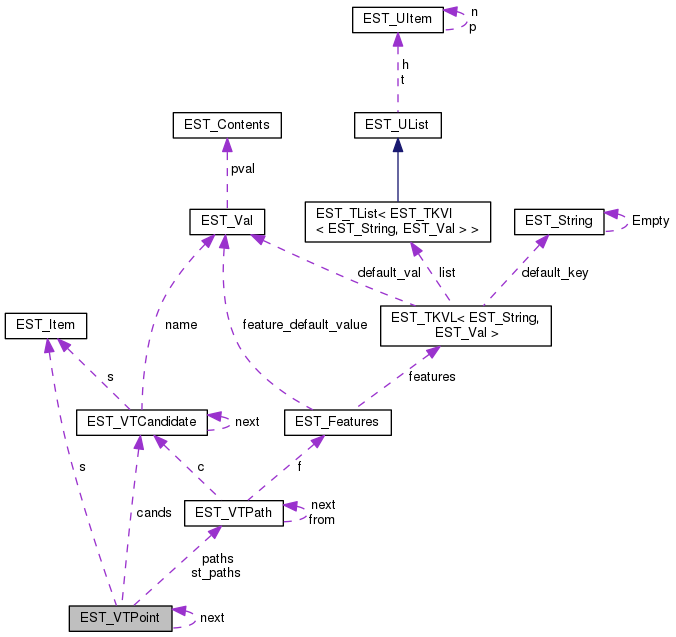 EST_UItem
n
p
h
t
EST_Contents
EST_UList
pval
EST_Val
EST_TList< EST_TKVI
< EST_String, EST_Val > >
EST_String
Empty
default_val
list
default_key
EST_Item
name
feature_default_value
EST_TKVL< EST_String,
EST_Val >
s
features
EST_VTCandidate
next
EST_Features
s
c
f
cands
EST_VTPath
next
from
paths
st_paths
EST_VTPoint
next